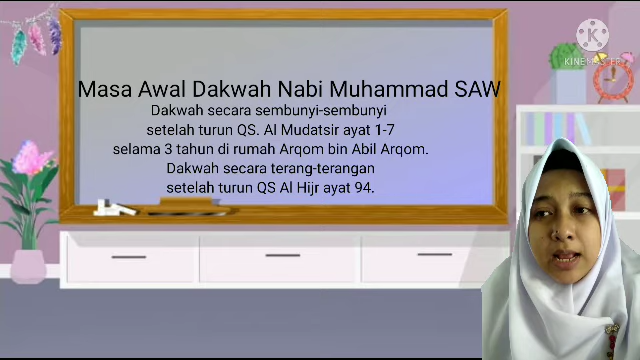 KINEMASTER
Masa Awal Dakwah Nabi Muhammad SAW
Dakwah secara sembunyi-sembunyi
setelah turun QS. Al Mudatsir ayat 1-7
selama 3 tahun di rumah Arqom bin Abil Arqom.
Dakwah secara terang-terangan
setelah turun QS Al Hijr ayat 94.